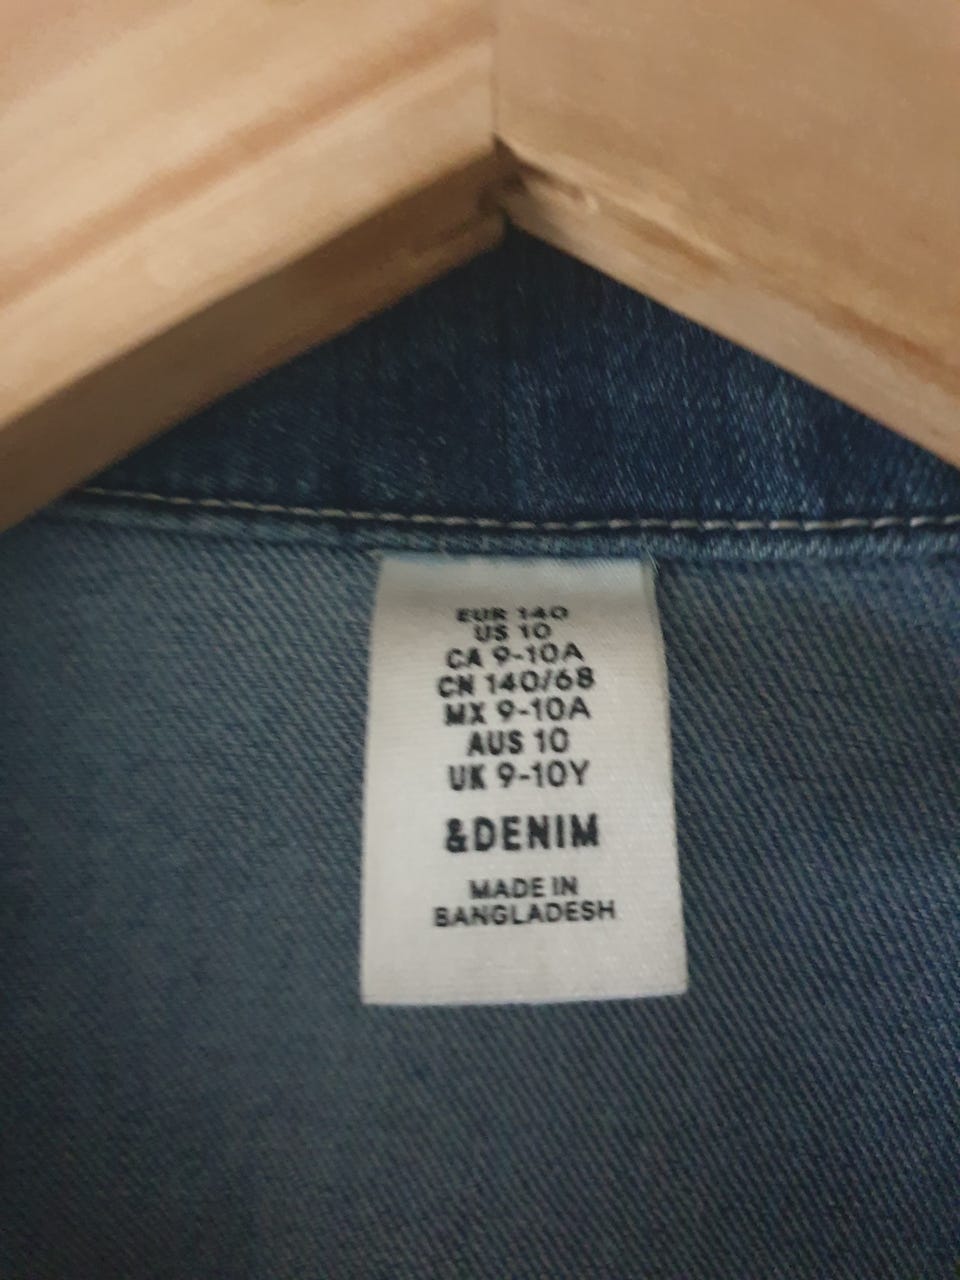 EUR 140
US 10
CA 9-10A
CN 140/68
MX 9-10A
AUS 10
UK 9-10Y
&DENIM
MADE IN
BANGLADESH